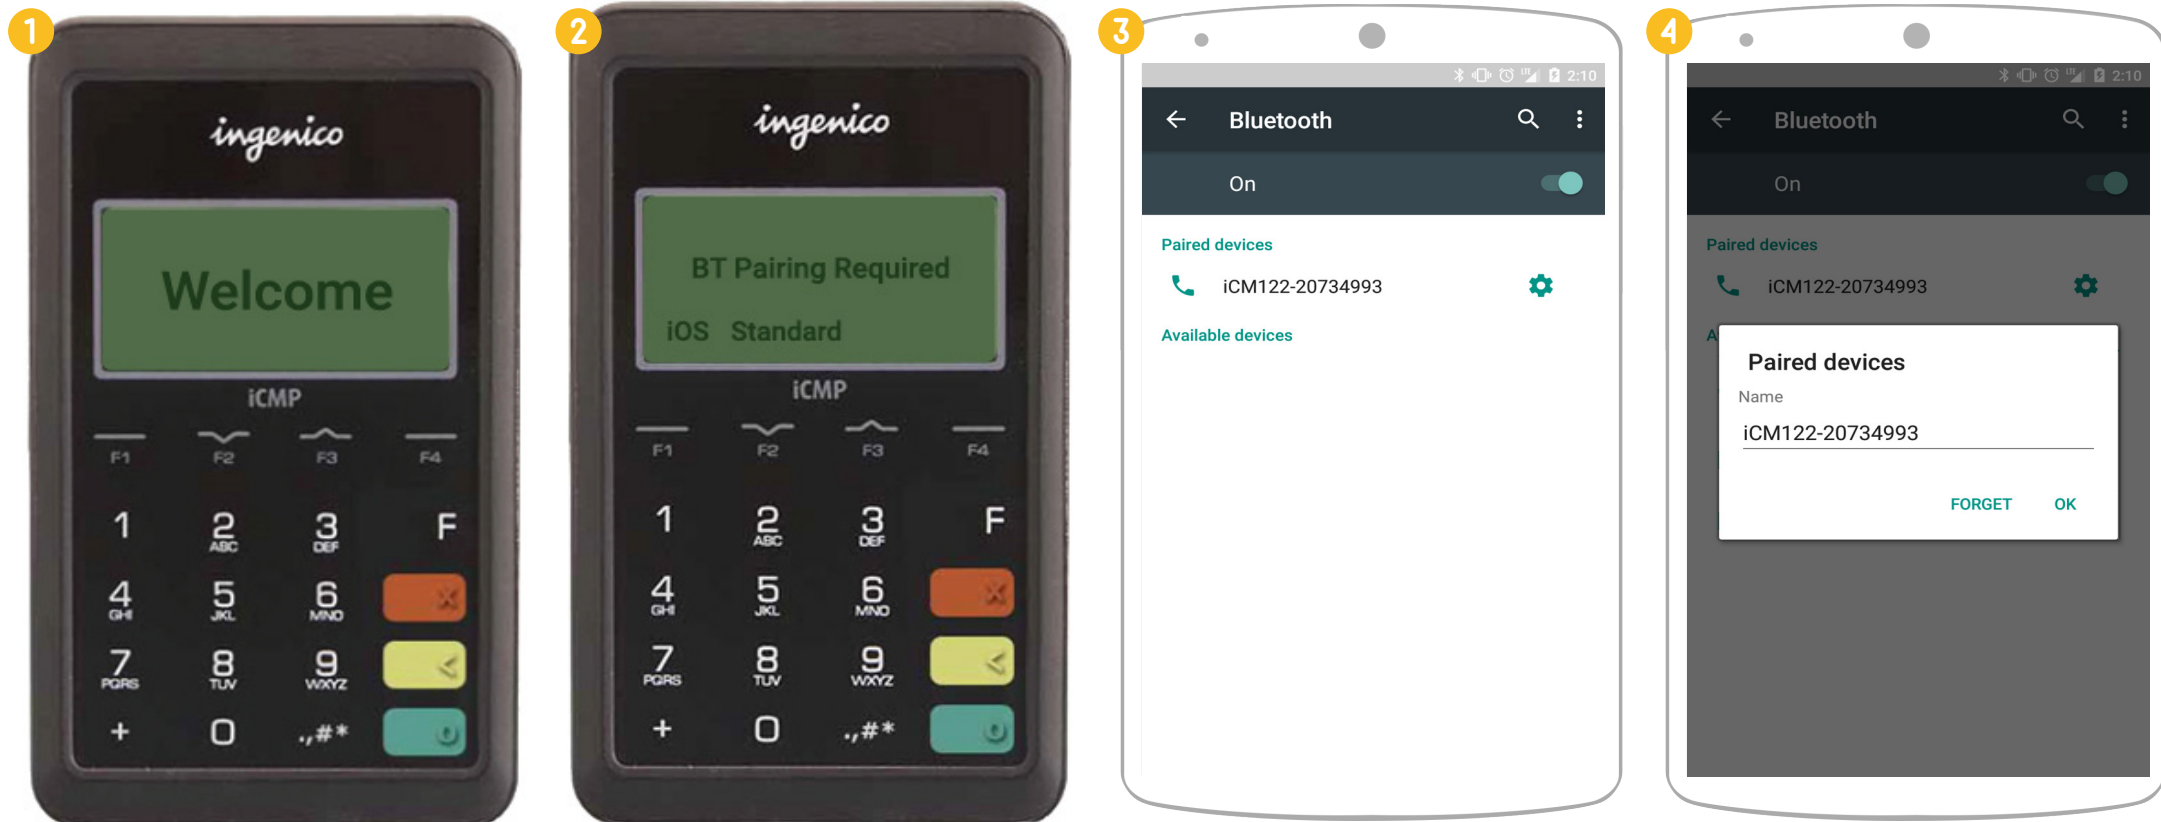 1
ingenico
Welcome
iCMP
F1 F2 F3 F4
1 2 3 F
ABC DEF
4 5 6 X
GHI JKL MNO
7 8 9 <
PQRS TUV WXYZ
+ 0 .,#* O
2
ingenico
BT Pairing Required
iOS Standard
iCMP
F1 F2 F3 F4
1 2 3 F
ABC DEF
4 5 6 X
GHI JKL MNO
7 8 9 <
PQRS TUV WXYZ
+ 0 .,#* O
3
LTE 2:10
Bluetooth
On
Paired devices
iCM122-20734993
Available devices
4
LTE 2:10
Bluetooth
On
Paired devices
iCM122-20734993
A
Paired devices
Name
iCM122-20734993
FORGET OK